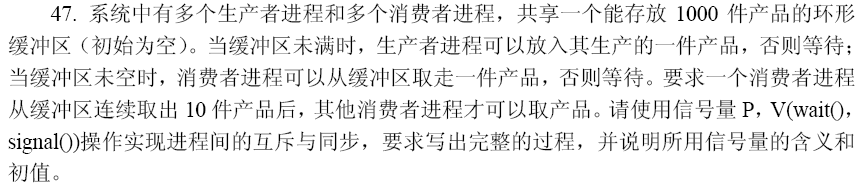 47. 系统中有多个生产者进程和多个消费者进程，共享一个能存放 1000 件产品的环形
缓冲区（初始为空）。当缓冲区未满时，生产者进程可以放入其生产的一件产品，否则等待；
当缓冲区未空时，消费者进程可以从缓冲区取走一件产品，否则等待。要求一个消费者进程
从缓冲区连续取出 10 件产品后，其他消费者进程才可以取产品。请使用信号量 P，V(wait()，
signal())操作实现进程间的互斥与同步，要求写出完整的过程，并说明所用信号量的含义和
初值。